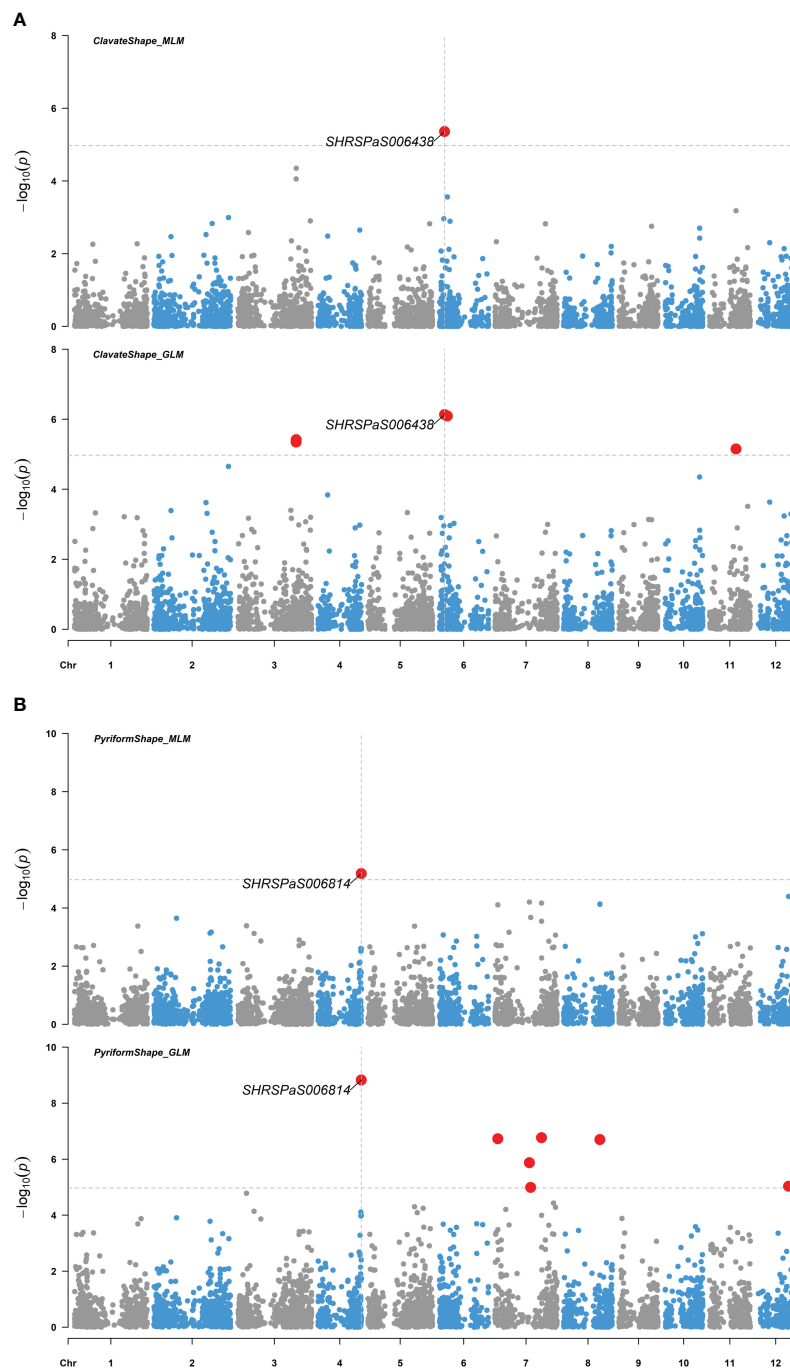 A
ClavateShape_MLM
8
6
4
2
0
−log10(p)
SHRSPaS006438
ClavateShape_GLM
8
6
4
2
0
−log10(p)
SHRSPaS006438
Chr 1 2 3 4 5 6 7 8 9 10 11 12
B
PyriformShape_MLM
10
8
6
4
2
0
−log10(p)
SHRSPaS006814
PyriformShape_GLM
10
8
6
4
2
0
−log10(p)
SHRSPaS006814
Chr 1 2 3 4 5 6 7 8 9 10 11 12